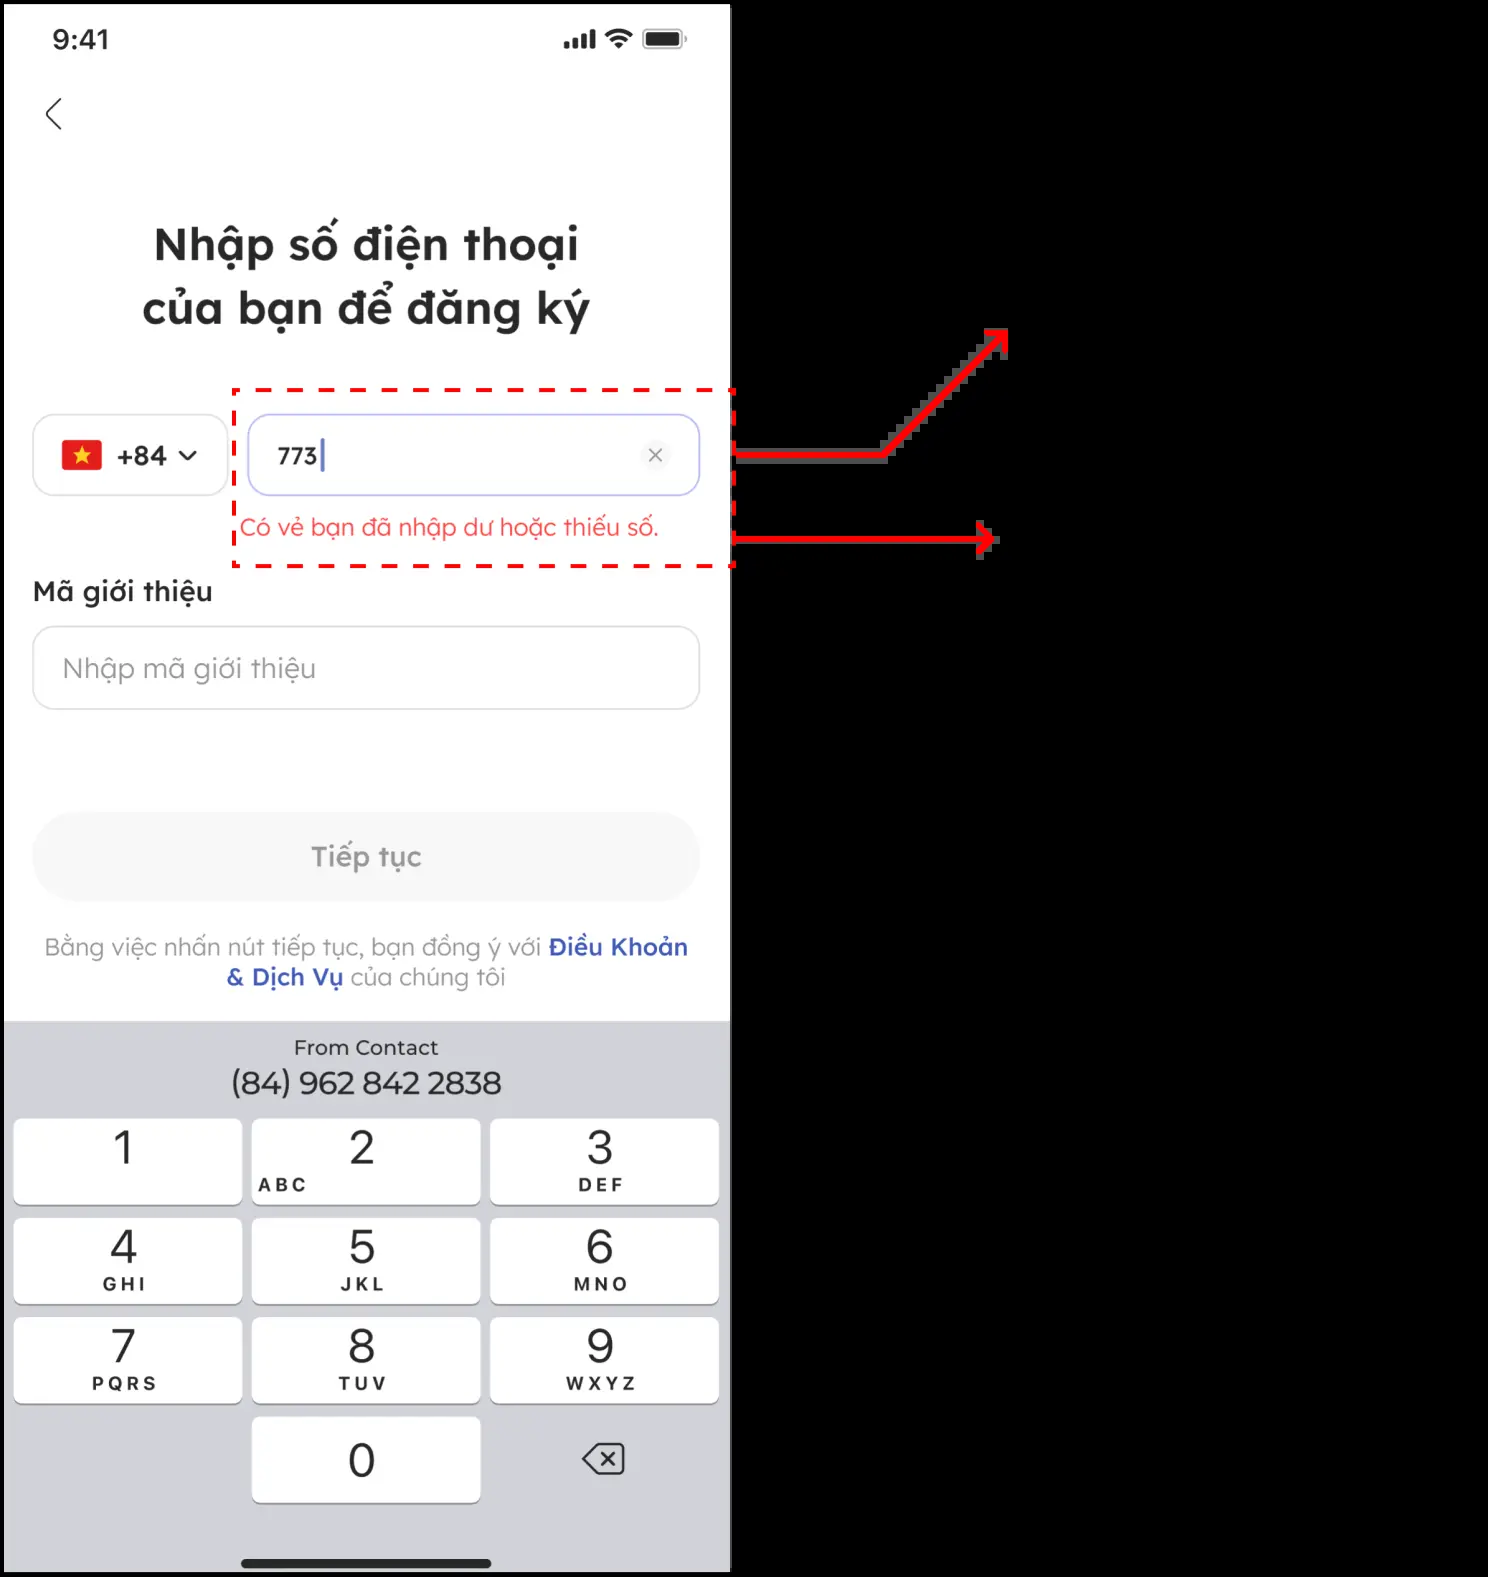 9:41
Nhập số điện thoại
của bạn để đăng ký
+84
773
Có vẻ bạn đã nhập dư hoặc thiếu số.
Mã giới thiệu
Nhập mã giới thiệu
Tiếp tục
Bằng việc nhấn nút tiếp tục, bạn đồng ý với Điều Khoản
& Dịch Vụ của chúng tôi
From Contact
(84) 962 842 2838
1
2
ABC
3
DEF
4
GHI
5
JKL
6
MNO
7
PQRS
8
TUV
9
WXYZ
0